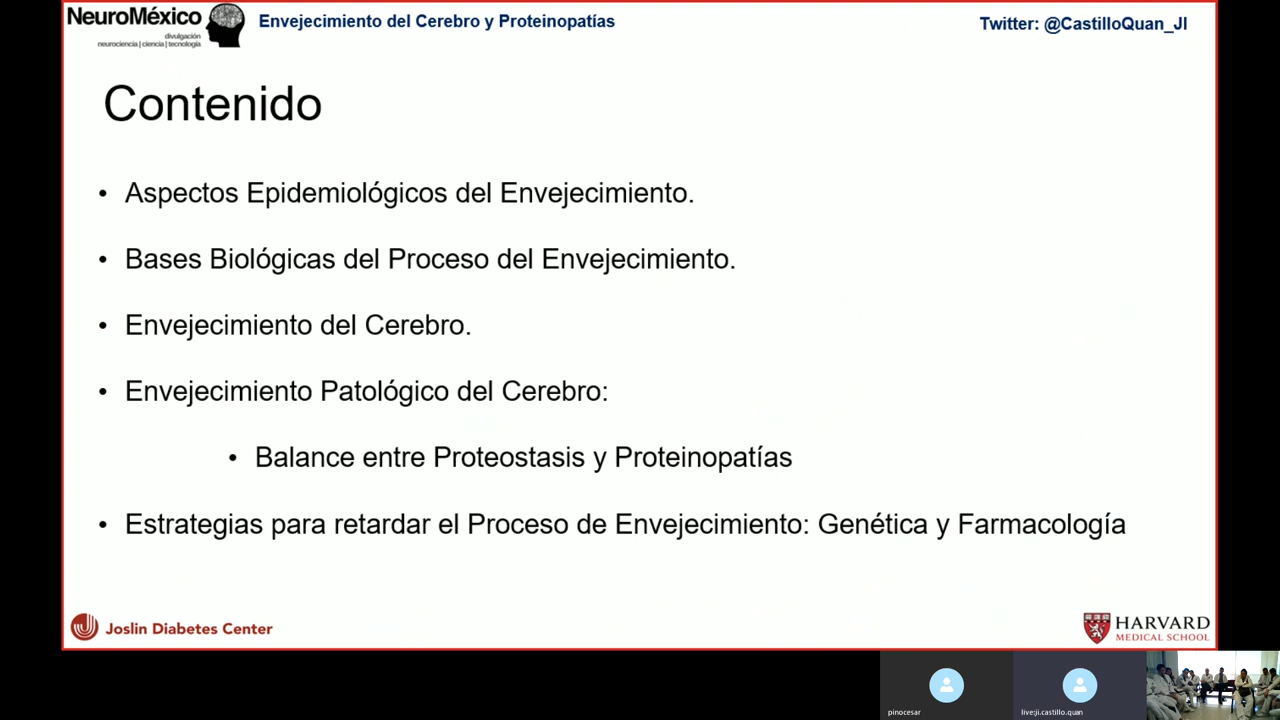 NeuroMéxico
divulgación
neurociencia | ciencia | tecnología
Envejecimiento del Cerebro y Proteinopatías
Twitter: @CastilloQuan_JI
Contenido
• Aspectos Epidemiológicos del Envejecimiento.
• Bases Biológicas del Proceso del Envejecimiento.
• Envejecimiento del Cerebro.
• Envejecimiento Patológico del Cerebro:
• Balance entre Proteostasis y Proteinopatías
• Estrategias para retardar el Proceso de Envejecimiento: Genética y Farmacología
Joslin Diabetes Center
HARVARD
MEDICAL SCHOOL
pinocesar
live:ji.castillo.quan